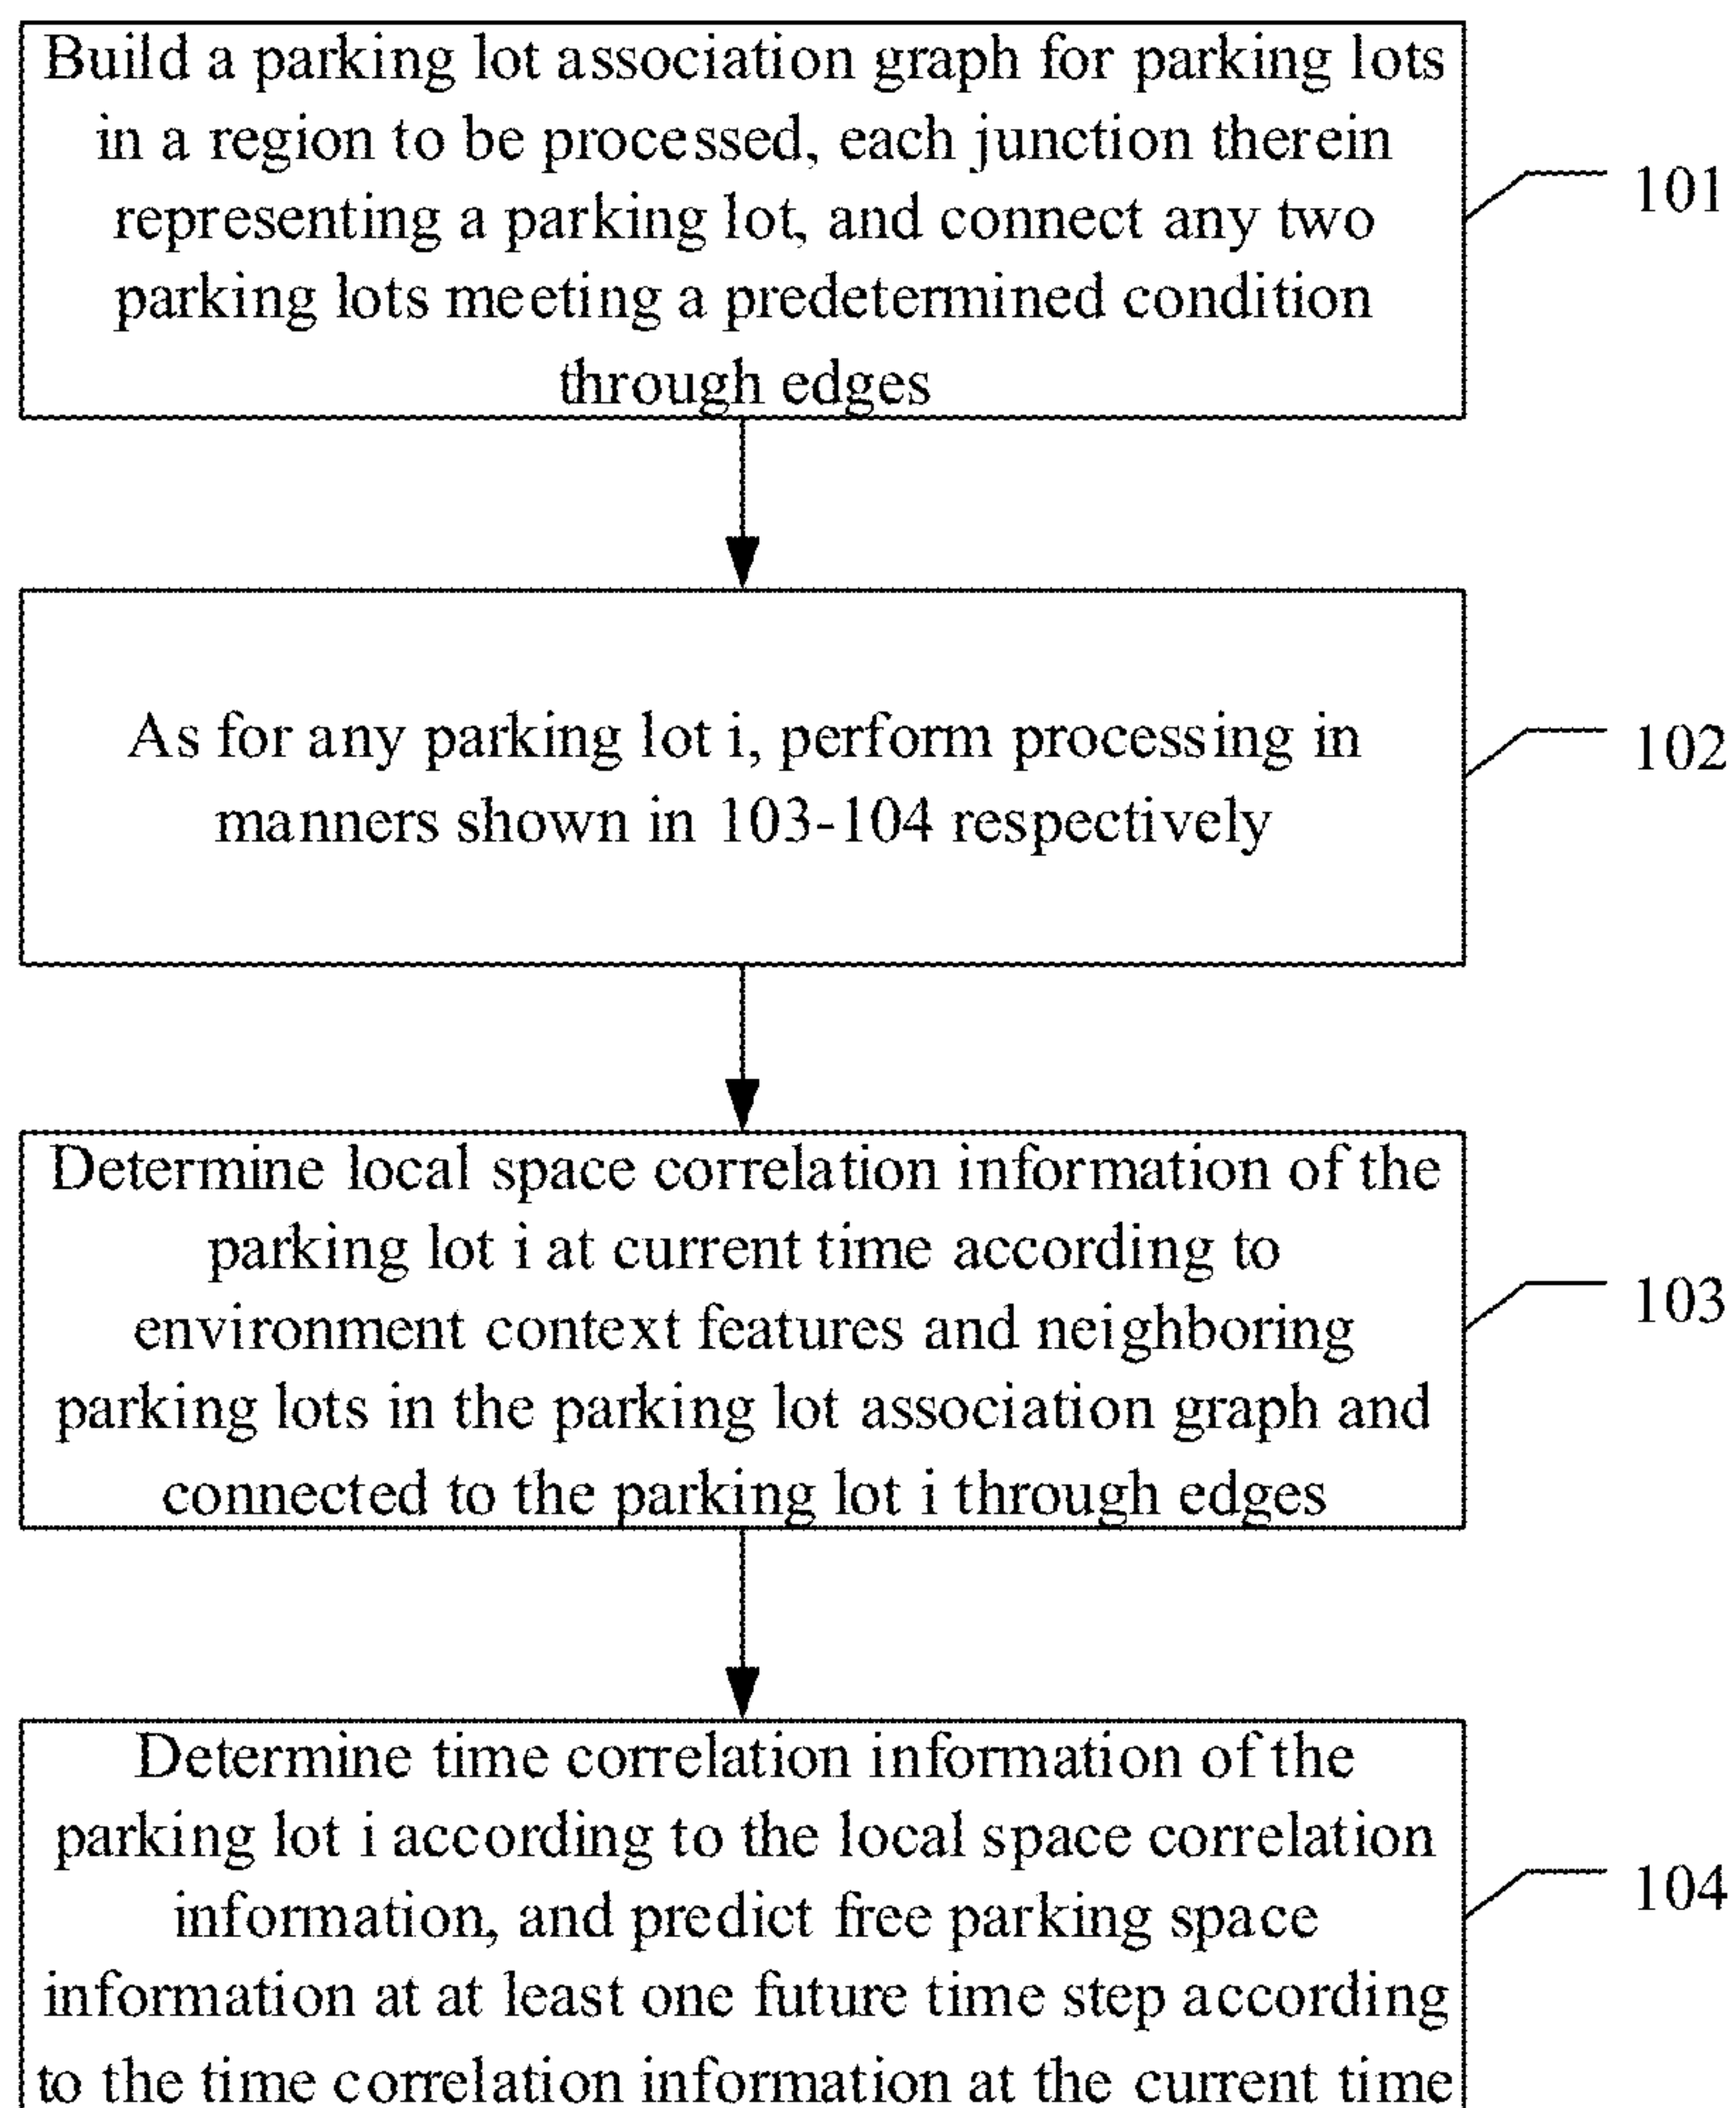 Build a parking lot association graph for parking lots
in a region to be processed, each junction therein
representing a parking lot, and connect any two
parking lots meeting a predetermined condition
through edges
101
As for any parking lot i, perform processing in
manners shown in 103-104 respectively
102
Determine local space correlation information of the
parking lot i at current time according to
environment context features and neighboring
parking lots in the parking lot association graph and
connected to the parking lot i through edges
103
Determine time correlation information of the
parking lot i according to the local space correlation
information, and predict free parking space
information at at least one future time step according
to the time correlation information at the current time
104